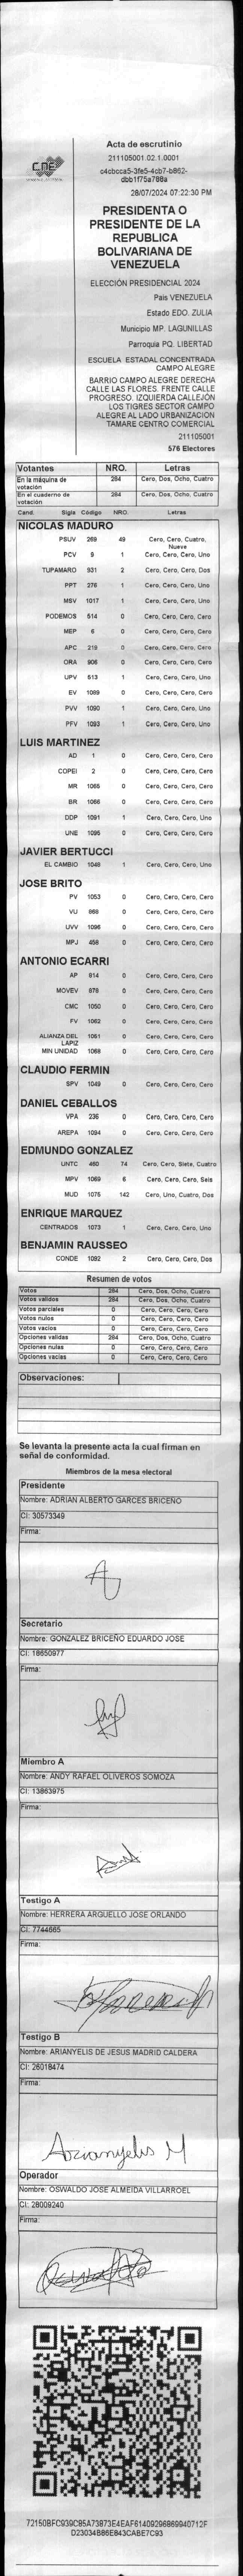 CNE
Acta de escrutinio
211105001.02.1.0001
c4cbcca5-3fe5-4cb7-b862-
dbb1f75a788a
28/07/2024 07:22:30 PM
PRESIDENTA O
PRESIDENTE DE LA
REPUBLICA
BOLIVARIANA DE
VENEZUELA
ELECCIÓN PRESIDENCIAL 2024
Pais VENEZUELA
Estado EDO. ZULIA
Municipio MP. LAGUNILLAS
Parroquia PQ. LIBERTAD
ESCUELA ESTADAL CONCENTRADA
CAMPO ALEGRE
BARRIO CAMPO ALEGRE DERECHA
CALLE LAS FLORES. FRENTE CALLE
PROGRESO. IZQUIERDA CALLEJÓN
LOS TIGRES SECTOR CAMPO
ALEGRE AL LADO URBANIZACION
TAMARE CENTRO COMERCIAL
211105001
576 Electores
Votantes NRO. Letras
En la máquina de votación 284 Cero, Dos, Ocho, Cuatro
En el cuaderno de votación 284 Cero, Dos, Ocho, Cuatro
Cand. Sigla Código NRO. Letras
NICOLAS MADURO
PSUV 269 49 Cero, Cero, Cuatro, Nueve
PCV 9 1 Cero, Cero, Cero, Uno
TUPAMARO 931 2 Cero, Cero, Cero, Dos
PPT 276 1 Cero, Cero, Cero, Uno
MSV 1017 1 Cero, Cero, Cero, Uno
PODEMOS 514 0 Cero, Cero, Cero, Cero
MEP 6 0 Cero, Cero, Cero, Cero
APC 219 0 Cero, Cero, Cero, Cero
ORA 906 0 Cero, Cero, Cero, Cero
UPV 613 1 Cero, Cero, Cero, Uno
EV 1089 0 Cero, Cero, Cero, Cero
PVV 1090 1 Cero, Cero, Cero, Uno
PFV 1093 1 Cero, Cero, Cero, Uno
LUIS MARTINEZ
AD 1 0 Cero, Cero, Cero, Cero
COPEI 2 0 Cero, Cero, Cero, Cero
MR 1065 0 Cero, Cero, Cero, Cero
BR 1066 0 Cero, Cero, Cero, Cero
DDP 1091 1 Cero, Cero, Cero, Uno
UNE 1095 0 Cero, Cero, Cero, Cero
JAVIER BERTUCCI
EL CAMBIO 1048 1 Cero, Cero, Cero, Uno
JOSE BRITO
PV 1053 0 Cero, Cero, Cero, Cero
VU 868 0 Cero, Cero, Cero, Cero
UVV 1096 0 Cero, Cero, Cero, Cero
MPJ 458 0 Cero, Cero, Cero, Cero
ANTONIO ECARRI
AP 914 0 Cero, Cero, Cero, Cero
MOVEV 878 0 Cero, Cero, Cero, Cero
CMC 1050 0 Cero, Cero, Cero, Cero
FV 1062 0 Cero, Cero, Cero, Cero
ALIANZA DEL LAPIZ 1051 0 Cero, Cero, Cero, Cero
MIN UNIDAD 1068 0 Cero, Cero, Cero, Cero
CLAUDIO FERMIN
SPV 1049 0 Cero, Cero, Cero, Cero
DANIEL CEBALLOS
VPA 236 0 Cero, Cero, Cero, Cero
AREPA 1094 0 Cero, Cero, Cero, Cero
EDMUNDO GONZALEZ
UNTC 460 74 Cero, Cero, Siete, Cuatro
MPV 1069 6 Cero, Cero, Cero, Seis
MUD 1075 142 Cero, Uno, Cuatro, Dos
ENRIQUE MARQUEZ
CENTRADOS 1073 1 Cero, Cero, Cero, Uno
BENJAMIN RAUSSEO
CONDE 1092 2 Cero, Cero, Cero, Dos
Resumen de votos
Votos 284 Cero, Dos, Ocho, Cuatro
Votos validos 284 Cero, Dos, Ocho, Cuatro
Votos parciales 0 Cero, Cero, Cero, Cero
Votos nulos 0 Cero, Cero, Cero, Cero
Votos vacios 0 Cero, Cero, Cero, Cero
Opciones validas 284 Cero, Dos, Ocho, Cuatro
Opciones nulas 0 Cero, Cero, Cero, Cero
Opciones vacias 0 Cero, Cero, Cero, Cero
Observaciones:
Se levanta la presente acta la cual firman en
señal de conformidad.
Miembros de la mesa electoral
Presidente
Nombre: ADRIAN ALBERTO GARCES BRICEÑO
CI: 30573349
Firma:
Secretario
Nombre: GONZALEZ BRICEÑO EDUARDO JOSE
CI: 18650977
Firma:
Miembro A
Nombre: ANDY RAFAEL OLIVEROS SOMOZA
CI: 13863975
Firma:
Testigo A
Nombre: HERRERA ARGUELLO JOSE ORLANDO
CI: 7744665
Firma:
Testigo B
Nombre: ARIANYELIS DE JESUS MADRID CALDERA
CI: 26018474
Firma:
Arianyelis M
Operador
Nombre: OSWALDO JOSE ALMEIDA VILLARROEL
CI: 28009240
Firma:
72150BFC939C85A73873E4EAF61409296869940712F
D23034B86E843CABE7C93